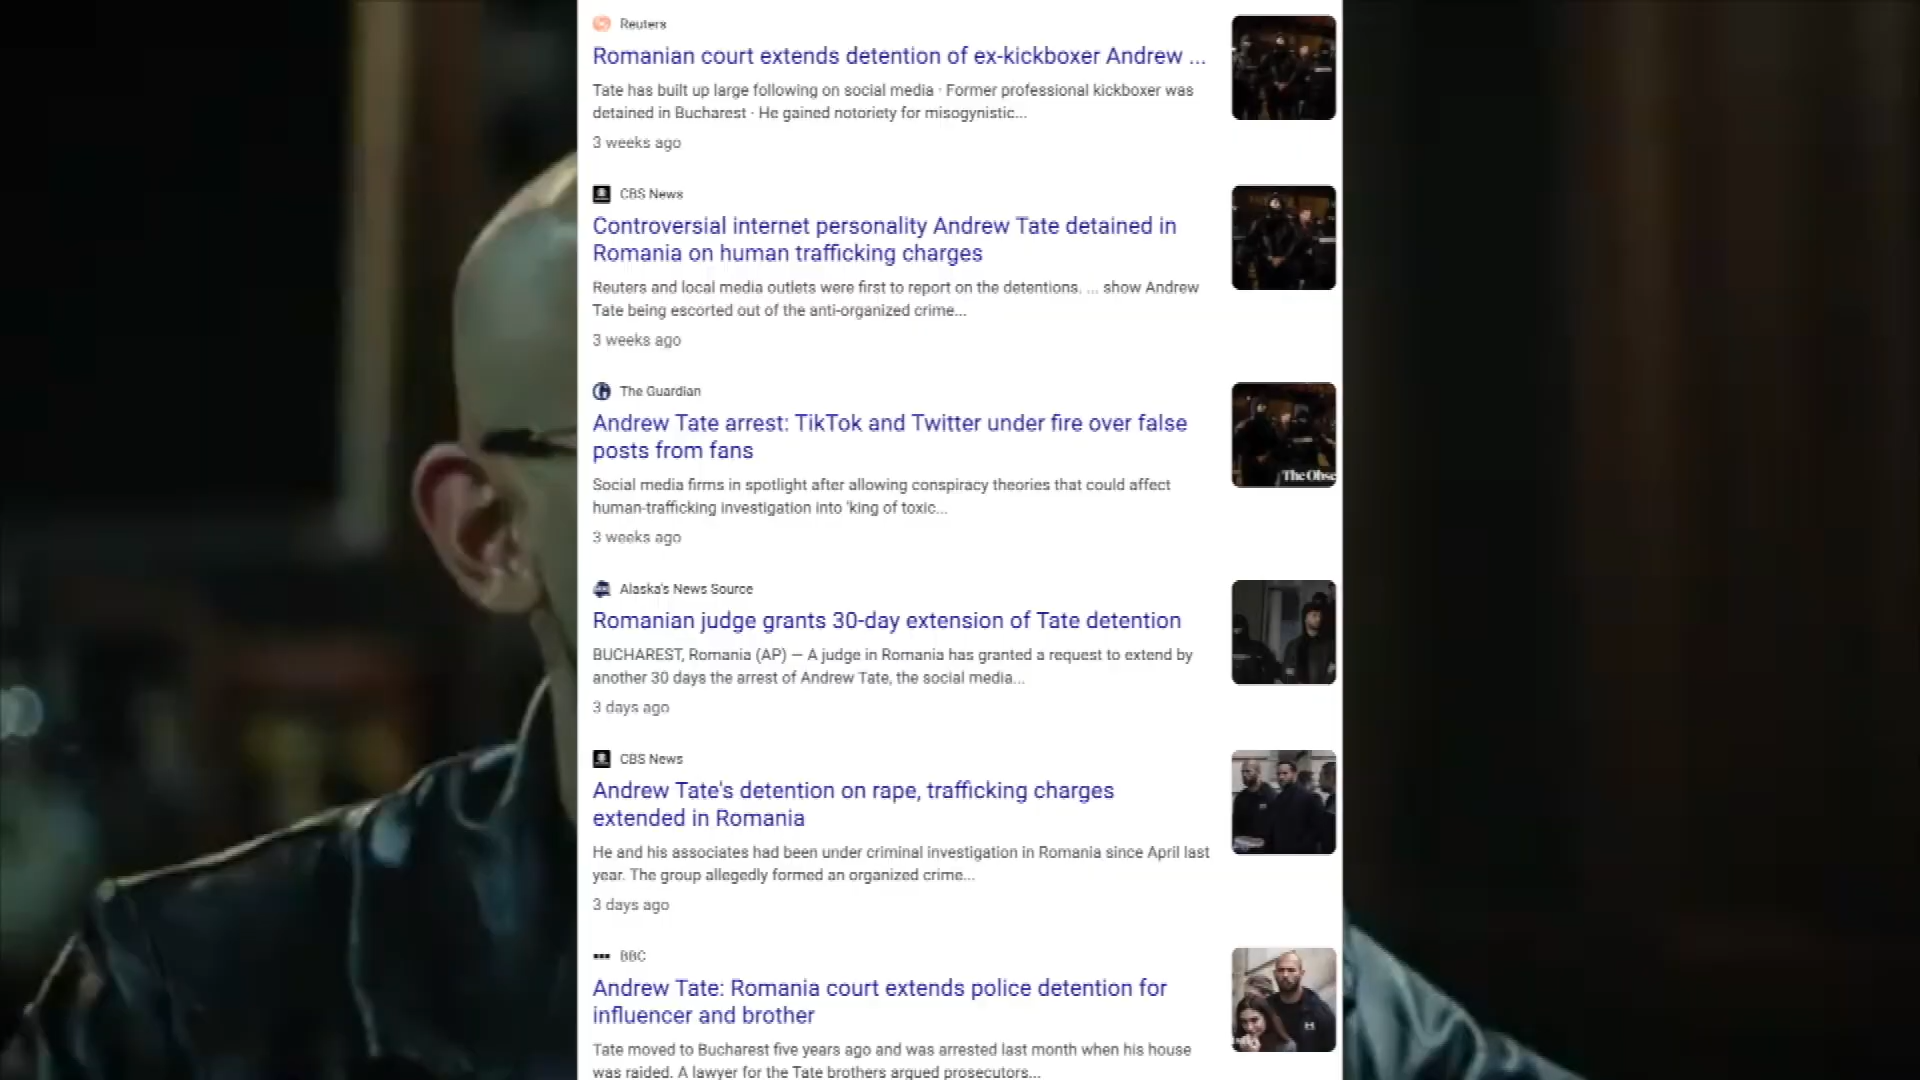 Reuters
Romanian court extends detention of ex-kickboxer Andrew ...
Tate has built up large following on social media · Former professional kickboxer was
detained in Bucharest · He gained notoriety for misogynistic...
3 weeks ago
CBS News
Controversial internet personality Andrew Tate detained in
Romania on human trafficking charges
Reuters and local media outlets were first to report on the detentions. ... show Andrew
Tate being escorted out of the anti-organized crime...
3 weeks ago
The Guardian
Andrew Tate arrest: TikTok and Twitter under fire over false
posts from fans
The Obse
Social media firms in spotlight after allowing conspiracy theories that could affect
human-trafficking investigation into 'king of toxic...
3 weeks ago
Alaska's News Source
Romanian judge grants 30-day extension of Tate detention
BUCHAREST, Romania (AP) — A judge in Romania has granted a request to extend by
another 30 days the arrest of Andrew Tate, the social media...
3 days ago
CBS News
Andrew Tate's detention on rape, trafficking charges
extended in Romania
He and his associates had been under criminal investigation in Romania since April last
year. The group allegedly formed an organized crime...
3 days ago
BBC
Andrew Tate: Romania court extends police detention for
influencer and brother
Tate moved to Bucharest five years ago and was arrested last month when his house
was raided. A lawyer for the Tate brothers argued prosecutors...